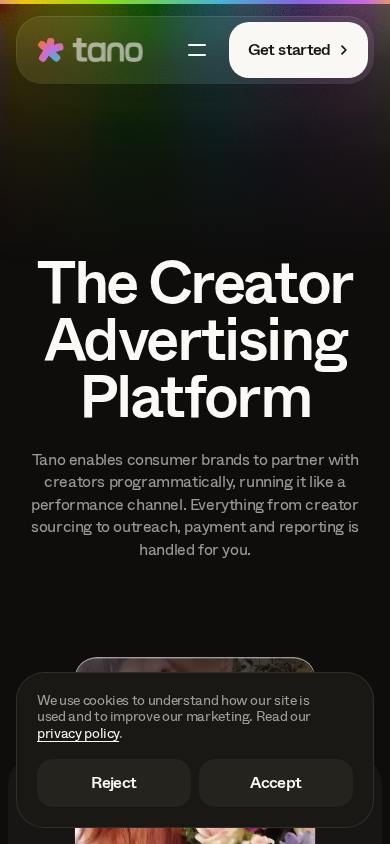 tano
Get started
The Creator
Advertising
Platform
Tano enables consumer brands to partner with
creators programmatically, running it like a
performance channel. Everything from creator
sourcing to outreach, payment and reporting is
handled for you.
We use cookies to understand how our site is
used and to improve our marketing. Read our
privacy policy.
Reject
Accept